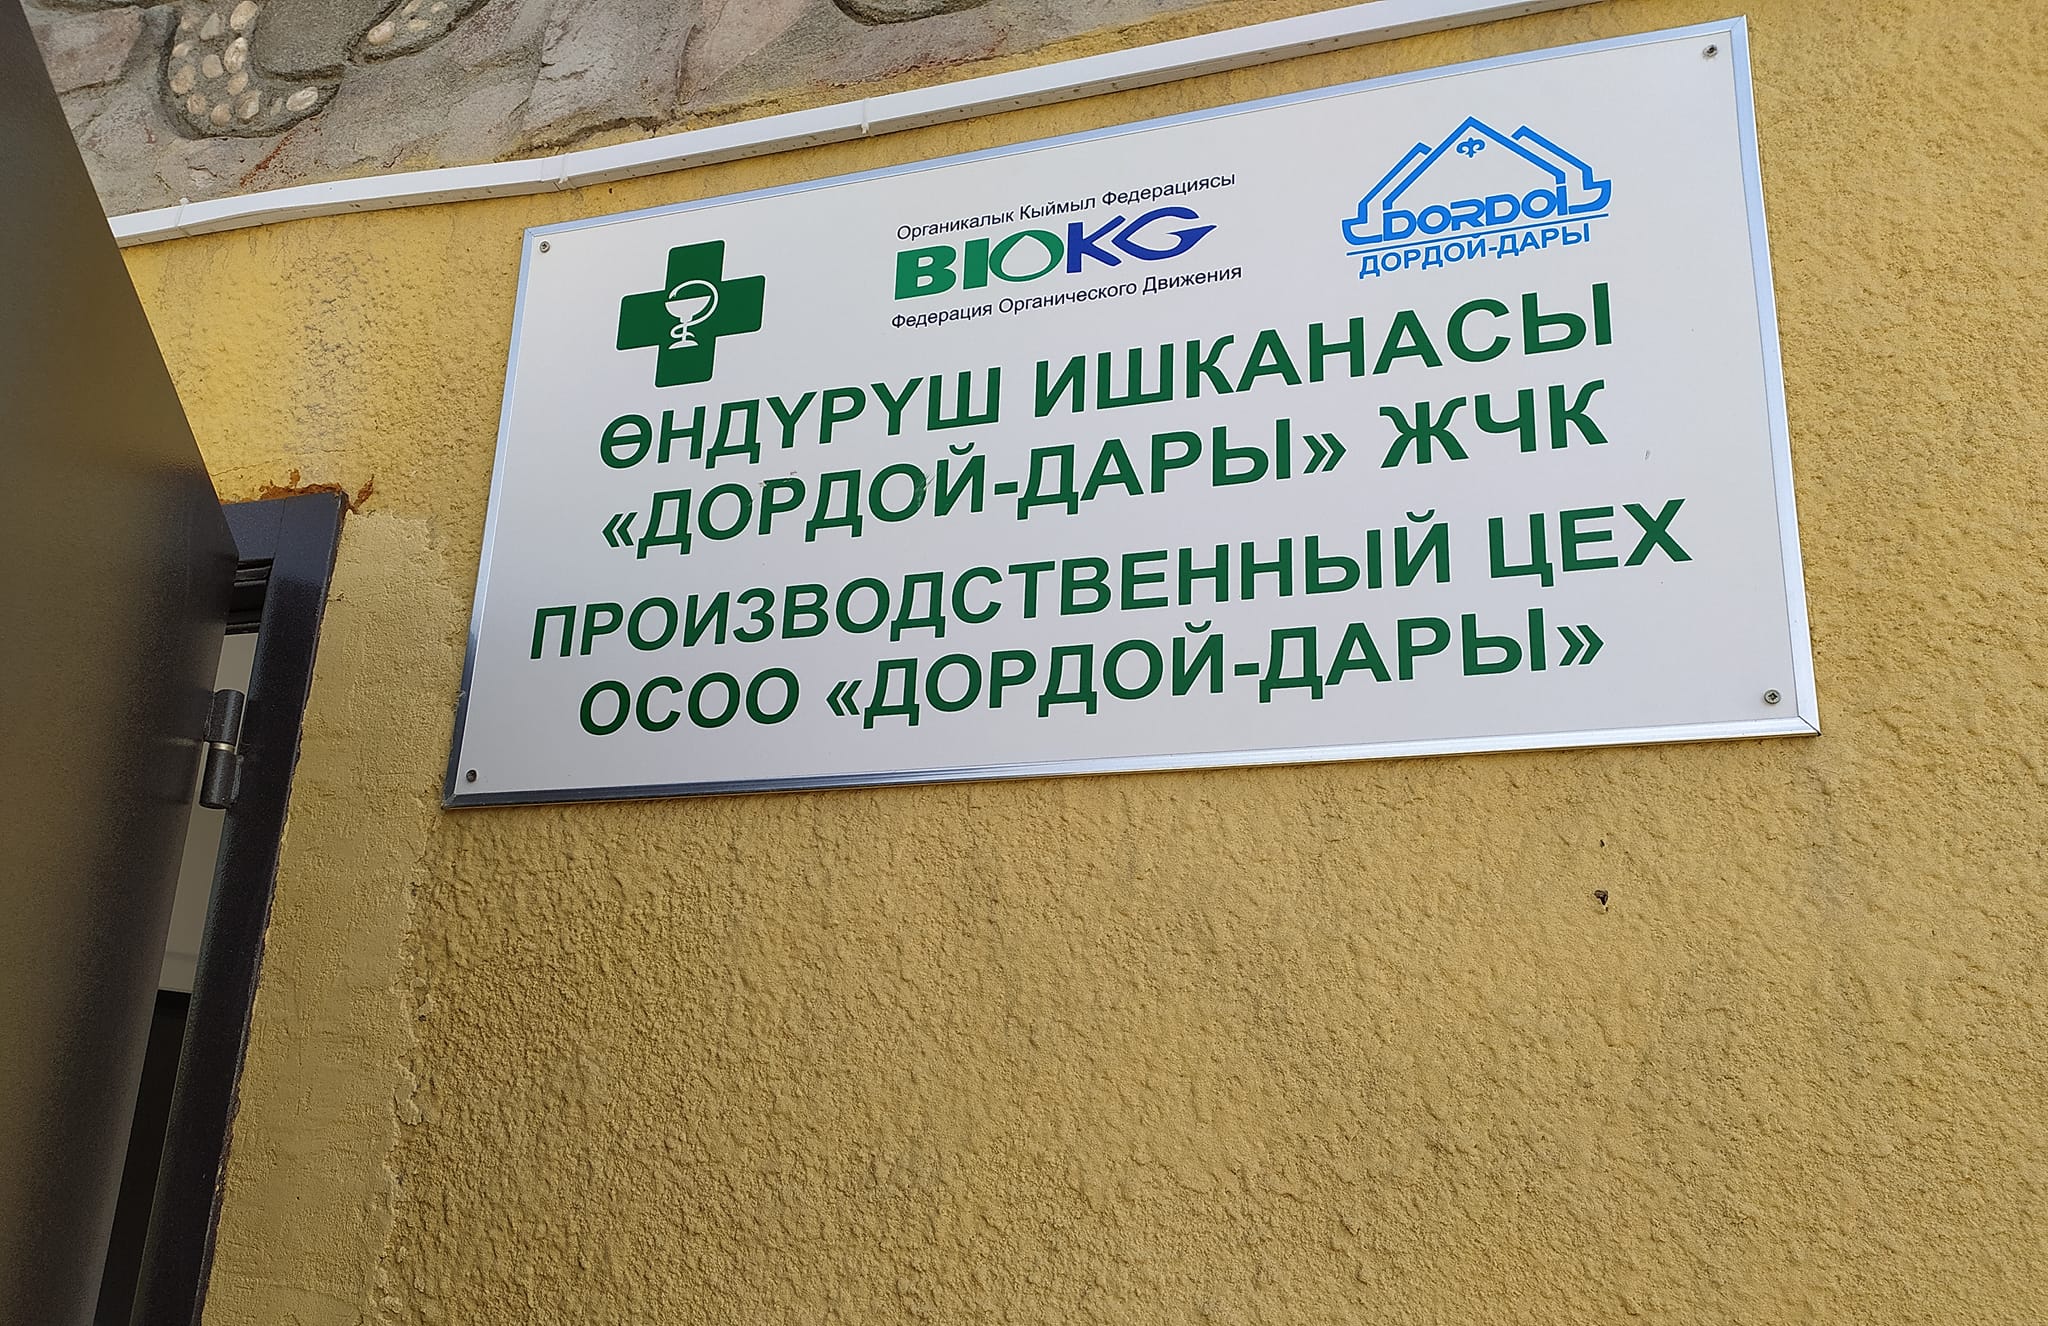 Органикалык Кыймыл Федерациясы
BIOKG
Федерация Органического Движения
DORDOI
ДОРДОЙ-ДАРЫ
ӨНДҮРҮШ ИШКАНАСЫ
«ДОРДОЙ-ДАРЫ» ЖЧК
ПРОИЗВОДСТВЕННЫЙ ЦЕХ
ОСОО «ДОРДОЙ-ДАРЫ»